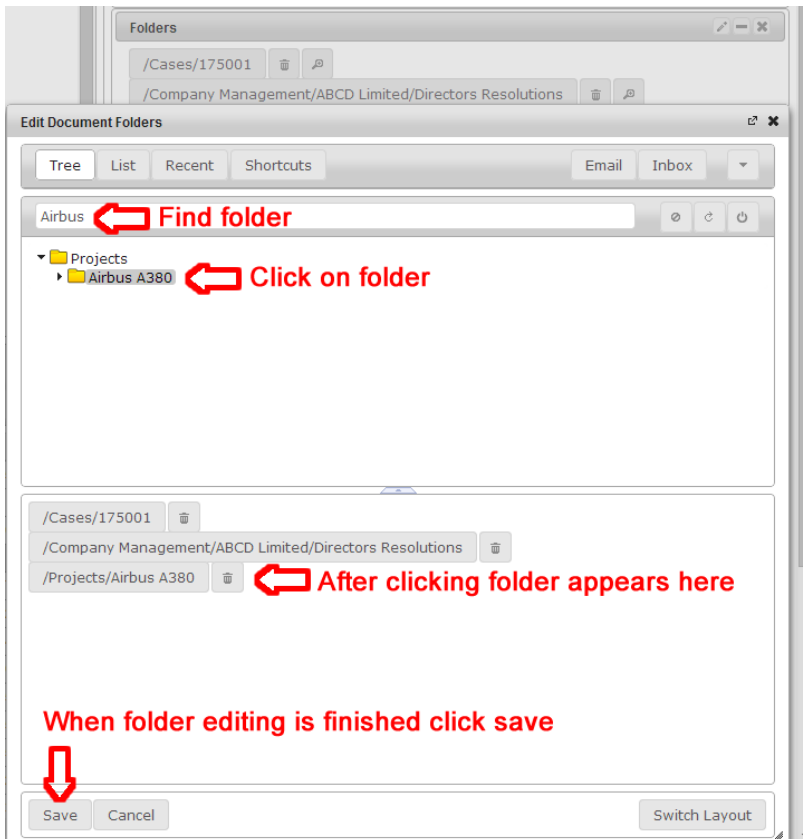 Folders
/Cases/175001
/Company Management/ABCD Limited/Directors Resolutions
Edit Document Folders
Tree List Recent Shortcuts Email Inbox
Airbus Find folder
Projects
Airbus A380 Click on folder
/Cases/175001
/Company Management/ABCD Limited/Directors Resolutions
/Projects/Airbus A380 After clicking folder appears here
When folder editing is finished click save
Save Cancel Switch Layout